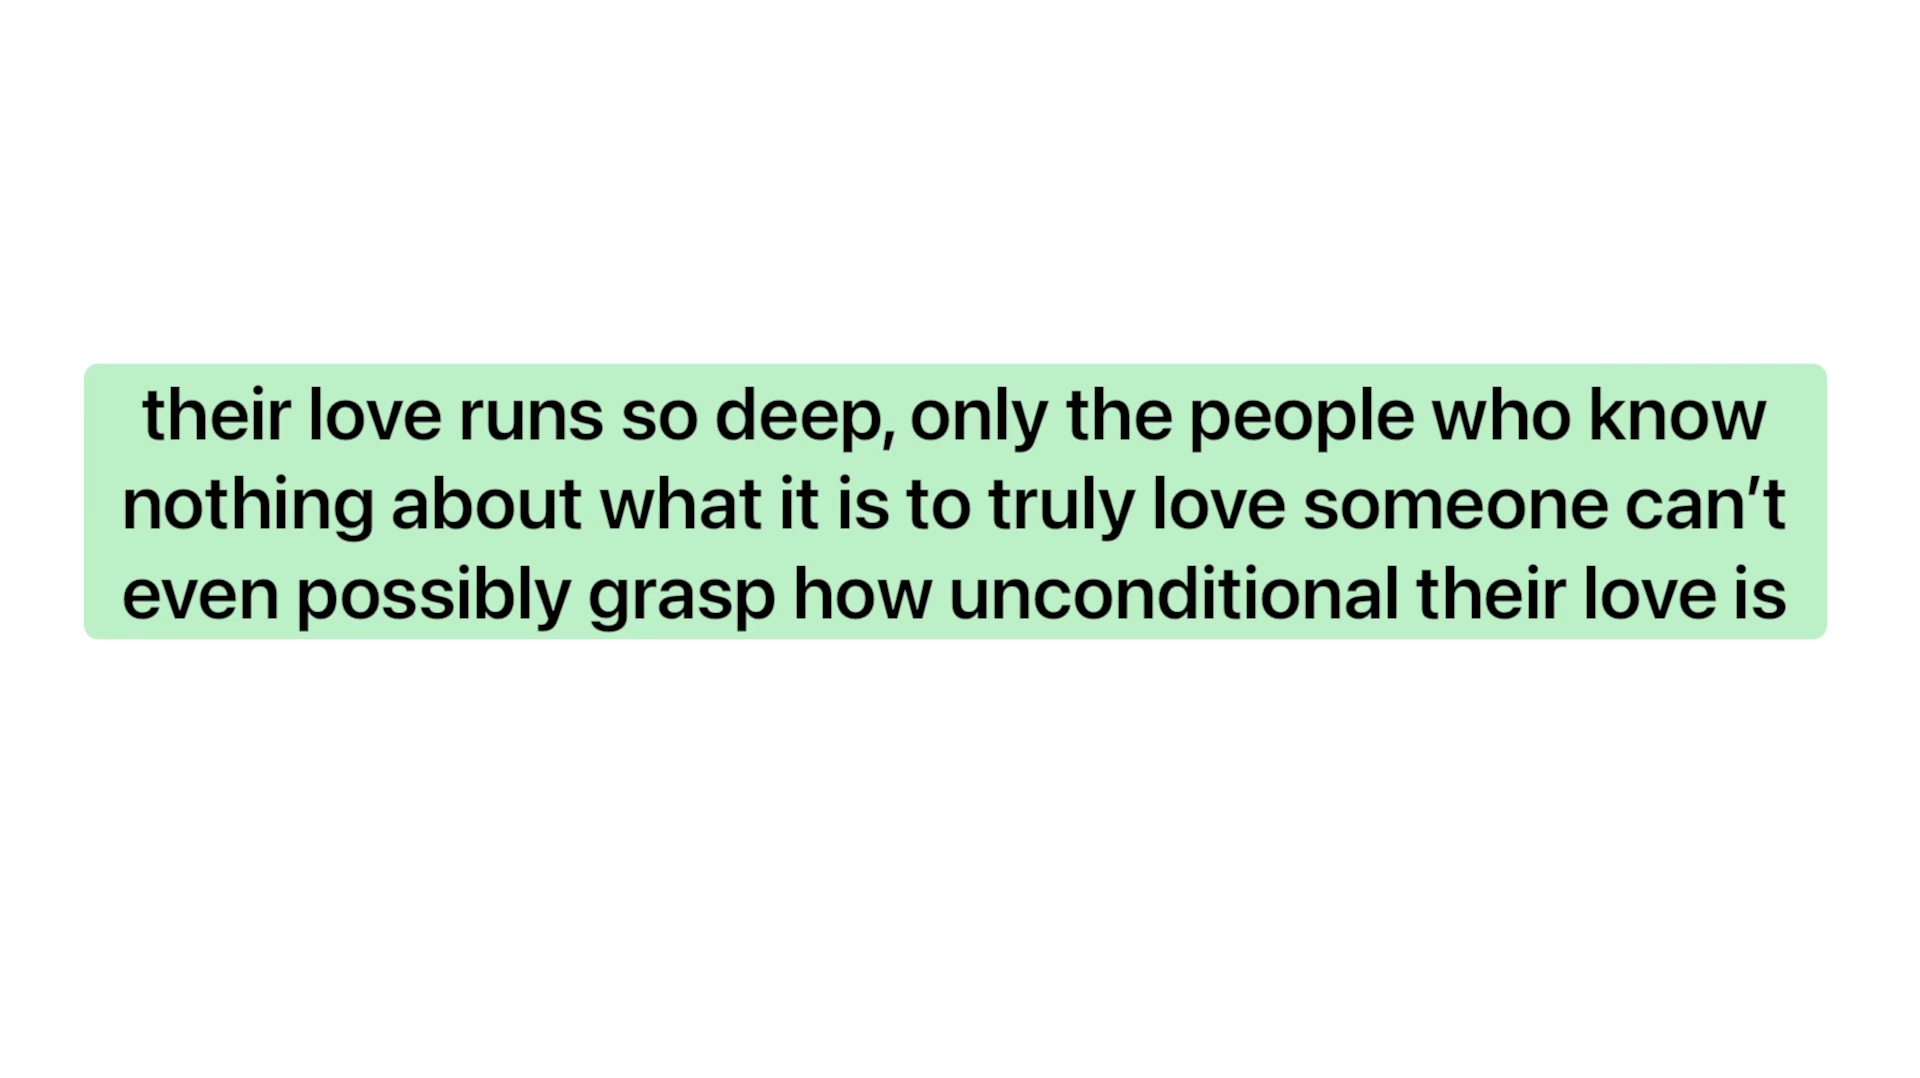 their love runs so deep, only the people who know
nothing about what it is to truly love someone can’t
even possibly grasp how unconditional their love is